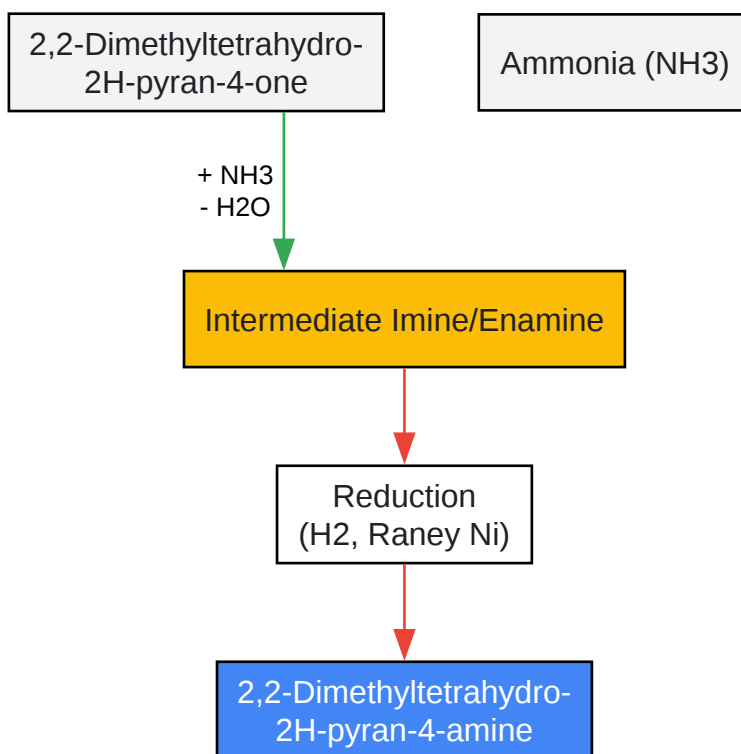 2,2-Dimethyltetrahydro-
2H-pyran-4-one
Ammonia (NH3)
+ NH3
- H2O
Intermediate Imine/Enamine
Reduction
(H2, Raney Ni)
2,2-Dimethyltetrahydro-
2H-pyran-4-amine